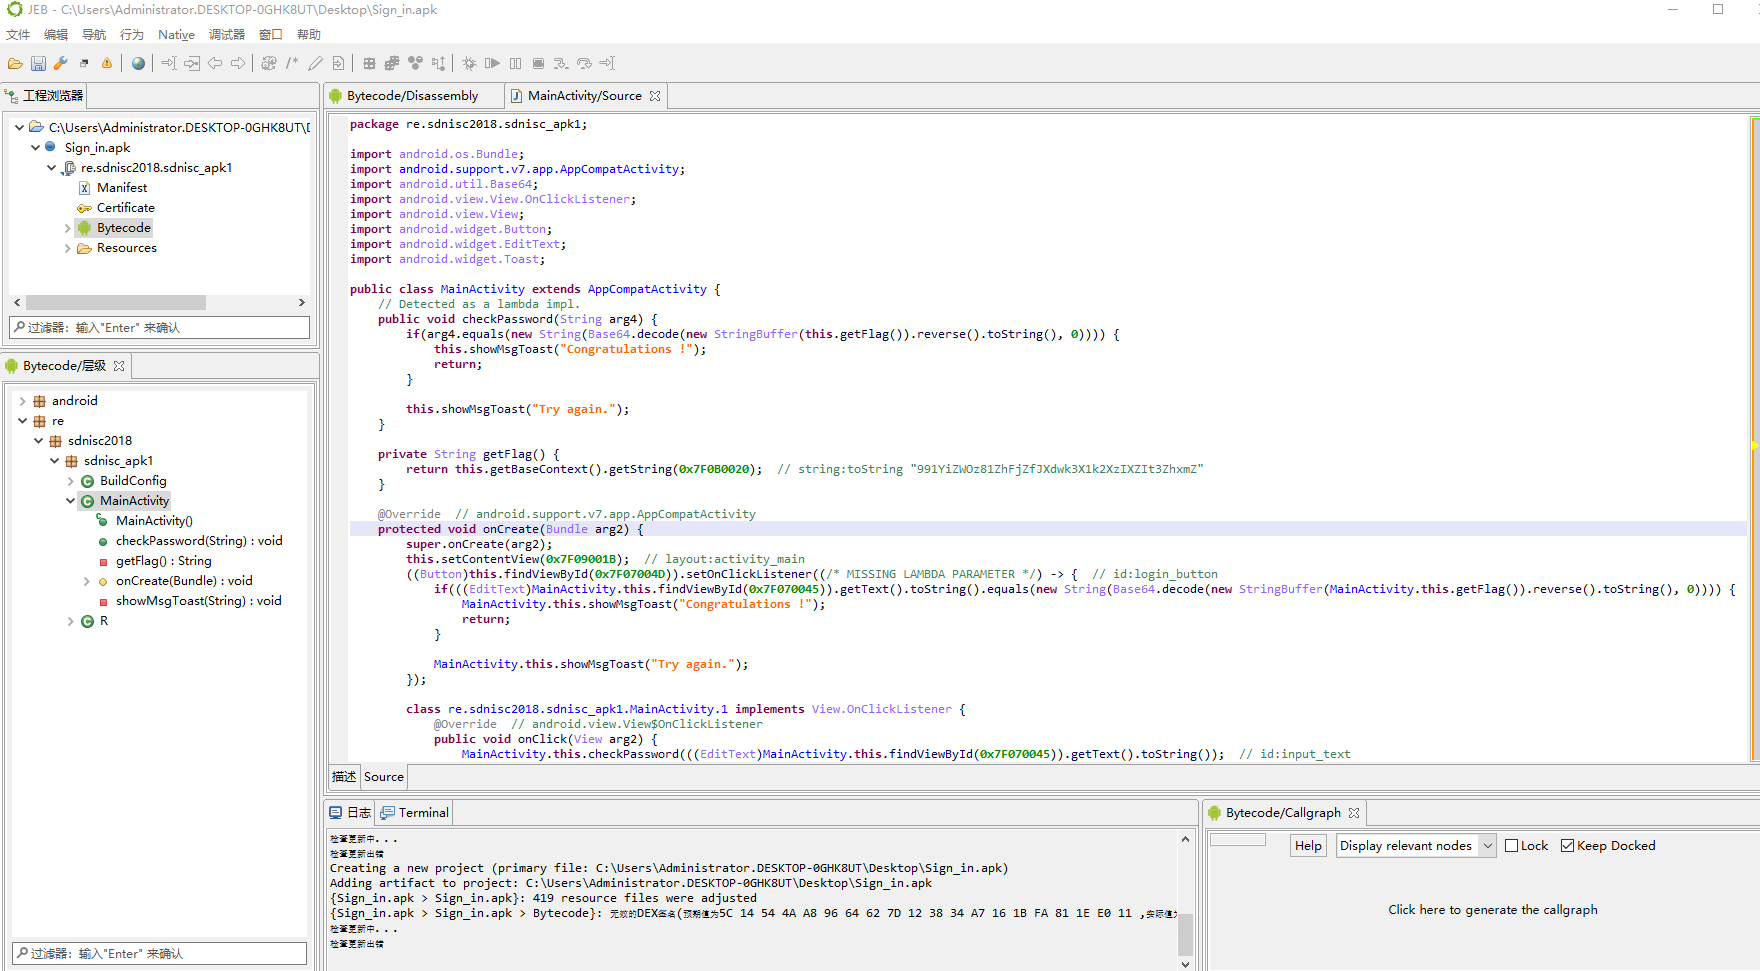 JEB - C:\Users\Administrator.DESKTOP-0GHK8UT\Desktop\Sign_in.apk
文件 编辑 导航 行为 Native 调试器 窗口 帮助
工程浏览器
C:\Users\Administrator.DESKTOP-0GHK8UT\D
Sign_in.apk
re.sdnisc2018.sdnisc_apk1
Manifest
Certificate
Bytecode
Resources
过滤器: 输入"Enter" 来确认
Bytecode/层级
android
re
sdnisc2018
sdnisc_apk1
BuildConfig
MainActivity
MainActivity()
checkPassword(String) : void
getFlag() : String
onCreate(Bundle) : void
showMsgToast(String) : void
R
过滤器: 输入"Enter" 来确认
Bytecode/Disassembly MainActivity/Source
package re.sdnisc2018.sdnisc_apk1;
import android.os.Bundle;
import android.support.v7.app.AppCompatActivity;
import android.util.Base64;
import android.view.View.OnClickListener;
import android.view.View;
import android.widget.Button;
import android.widget.EditText;
import android.widget.Toast;
public class MainActivity extends AppCompatActivity {
// Detected as a lambda impl.
public void checkPassword(String arg4) {
if(arg4.equals(new String(Base64.decode(new StringBuffer(this.getFlag()).reverse().toString(), 0)))) {
this.showMsgToast("Congratulations !");
return;
}
this.showMsgToast("Try again.");
}
private String getFlag() {
return this.getBaseContext().getString(0x7F0B0020); // string:toString "991YiZWOz81ZhFjZfJXdwk3X1k2XzIXZIt3ZhxmZ"
}
@Override // android.support.v7.app.AppCompatActivity
protected void onCreate(Bundle arg2) {
super.onCreate(arg2);
this.setContentView(0x7F09001B); // layout:activity_main
((Button)this.findViewById(0x7F07004D)).setOnClickListener((/* MISSING LAMBDA PARAMETER */) -> { // id:login_button
if(((EditText)MainActivity.this.findViewById(0x7F070045)).getText().toString().equals(new String(Base64.decode(new StringBuffer(MainActivity.this.getFlag()).reverse().toString(), 0)))) {
MainActivity.this.showMsgToast("Congratulations !");
return;
}
MainActivity.this.showMsgToast("Try again.");
});
class re.sdnisc2018.sdnisc_apk1.MainActivity.1 implements View.OnClickListener {
@Override // android.view.View$OnClickListener
public void onClick(View arg2) {
MainActivity.this.checkPassword(((EditText)MainActivity.this.findViewById(0x7F070045)).getText().toString()); // id:input_text
描述 Source
日志 Terminal
检查更新中...
检查更新出错
Creating a new project (primary file: C:\Users\Administrator.DESKTOP-0GHK8UT\Desktop\Sign_in.apk)
Adding artifact to project: C:\Users\Administrator.DESKTOP-0GHK8UT\Desktop\Sign_in.apk
{Sign_in.apk > Sign_in.apk}: 419 resource files were adjusted
{Sign_in.apk > Sign_in.apk > Bytecode}: 无效的DEX签名(预期值为5C 14 54 4A A8 96 64 62 7D 12 38 34 A7 16 1B FA 81 1E E0 11 ,实际值为
检查更新中...
检查更新出错
Bytecode/Callgraph
Help Display relevant nodes Lock Keep Docked
Click here to generate the callgraph